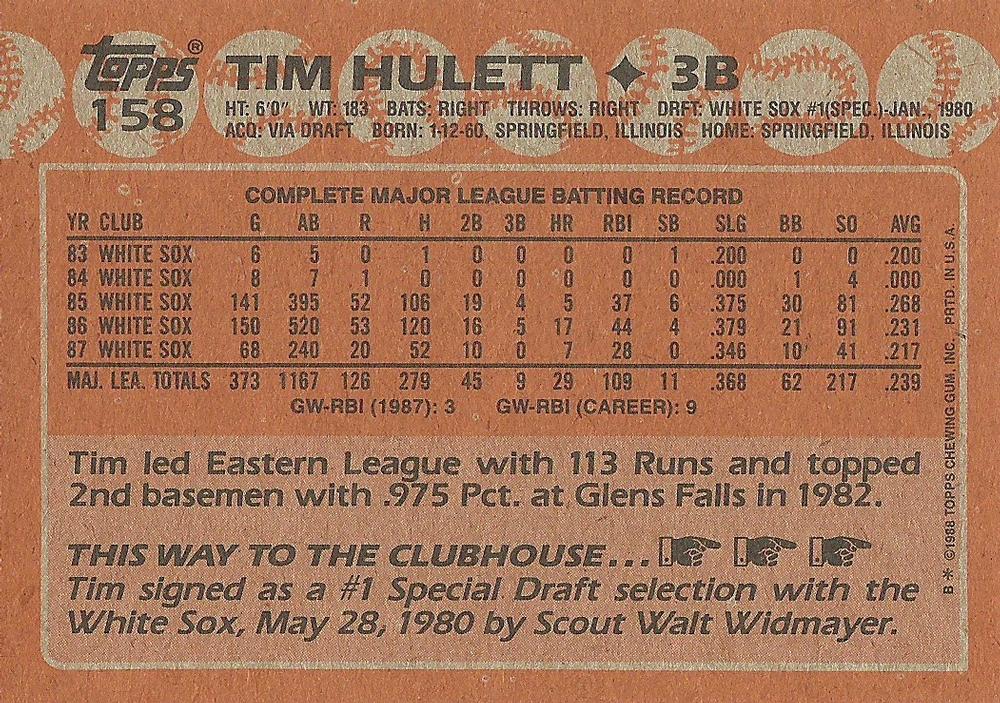 topps® TIM HULETT ♦ 3B
158 HT: 6'0" WT: 183 BATS: RIGHT THROWS: RIGHT DRFT: WHITE SOX #1(SPEC.)-JAN., 1980
ACQ: VIA DRAFT BORN: 1-12-60, SPRINGFIELD, ILLINOIS HOME: SPRINGFIELD, ILLINOIS
COMPLETE MAJOR LEAGUE BATTING RECORD
YR CLUB G AB R H 2B 3B HR RBI SB SLG BB SO AVG
83 WHITE SOX 6 5 0 1 0 0 0 0 1 .200 0 0 .200
84 WHITE SOX 8 7 1 0 0 0 0 0 0 .000 1 4 .000
85 WHITE SOX 141 395 52 106 19 4 5 37 6 .375 30 81 .268
86 WHITE SOX 150 520 53 120 16 5 17 44 4 .379 21 91 .231
87 WHITE SOX 68 240 20 52 10 0 7 28 0 .346 10 41 .217
MAJ. LEA. TOTALS 373 1167 126 279 45 9 29 109 11 .368 62 217 .239
GW-RBI (1987): 3 GW-RBI (CAREER): 9
Tim led Eastern League with 113 Runs and topped
2nd basemen with .975 Pct. at Glens Falls in 1982.
THIS WAY TO THE CLUBHOUSE...
Tim signed as a #1 Special Draft selection with the
White Sox, May 28, 1980 by Scout Walt Widmayer.
B * ©1988 TOPPS CHEWING GUM, INC. PRTD. IN U.S.A.